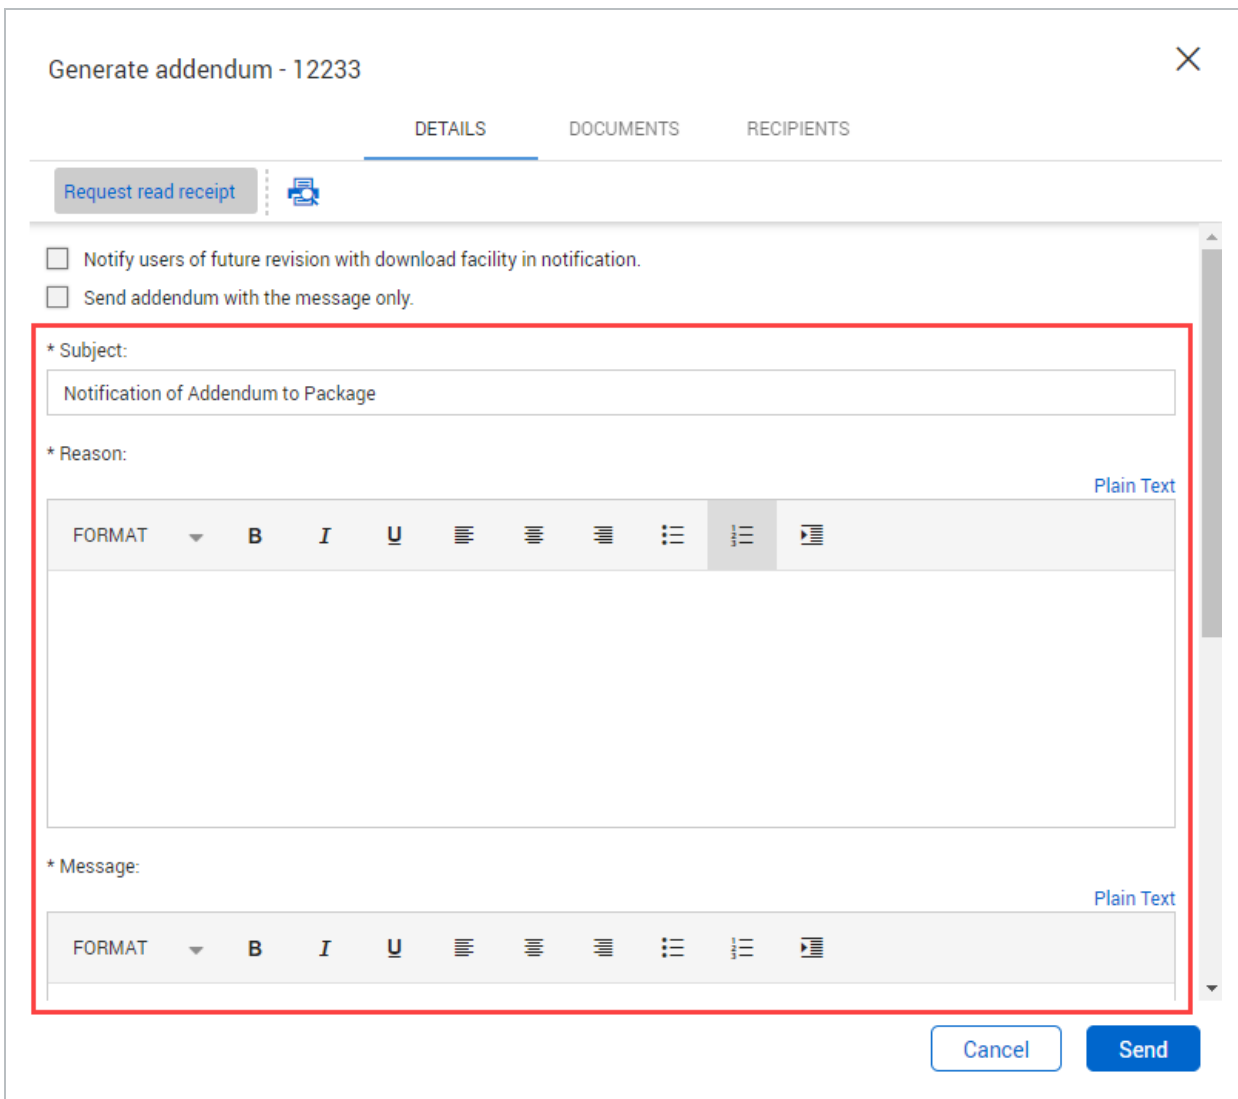 Generate addendum - 12233
DETAILS DOCUMENTS RECIPIENTS
Request read receipt
Notify users of future revision with download facility in notification.
Send addendum with the message only.
* Subject:
Notification of Addendum to Package
* Reason:
Plain Text
FORMAT B I U
* Message:
Plain Text
FORMAT B I U
Cancel Send